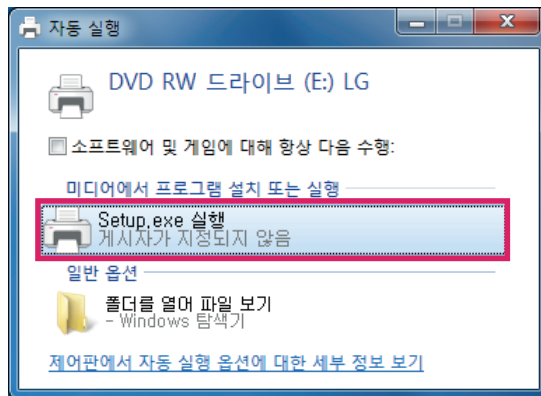 자동 실행
DVD RW 드라이브 (E:) LG
소프트웨어 및 게임에 대해 항상 다음 수행:
미디어에서 프로그램 설치 또는 실행
Setup.exe 실행
게시자가 지정되지 않음
일반 옵션
폴더를 열어 파일 보기
- Windows 탐색기
제어판에서 자동 실행 옵션에 대한 세부 정보 보기